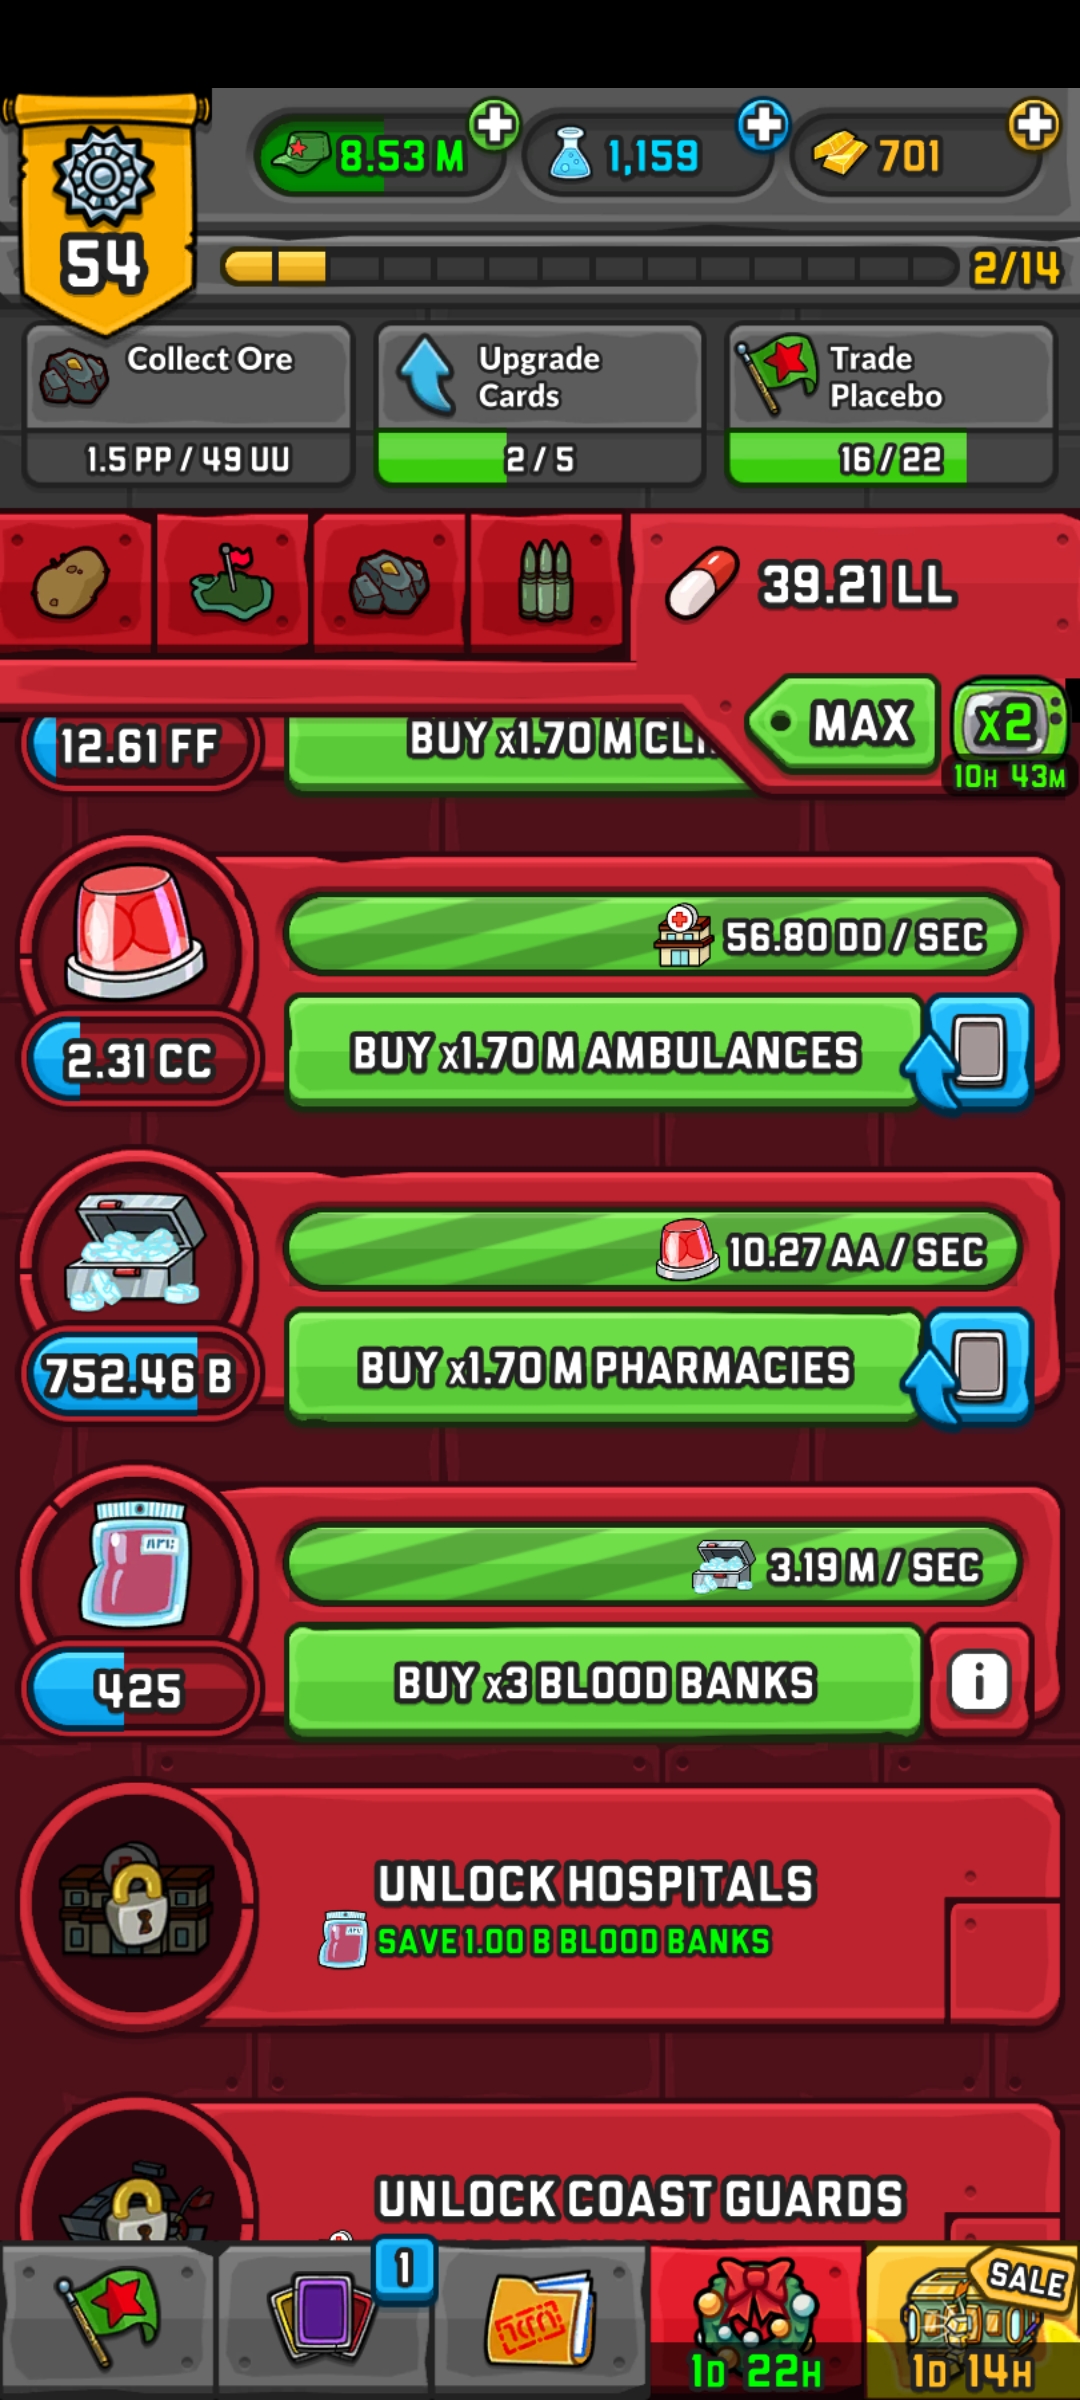 8.53 M
1,159
701
54
2/14
Collect Ore
1.5 PP / 49 UU
Upgrade
Cards
2 / 5
Trade
Placebo
16 / 22
39.21 LL
MAX
x2
10H 43M
12.61 FF
BUY x1.70 M CLI...
56.80 DD / SEC
2.31 CC
BUY x1.70 M AMBULANCES
10.27 AA / SEC
752.46 B
BUY x1.70 M PHARMACIES
3.19 M / SEC
425
BUY x3 BLOOD BANKS
i
UNLOCK HOSPITALS
SAVE 1.00 B BLOOD BANKS
UNLOCK COAST GUARDS
1
SALE
1D 22H
1D 14H